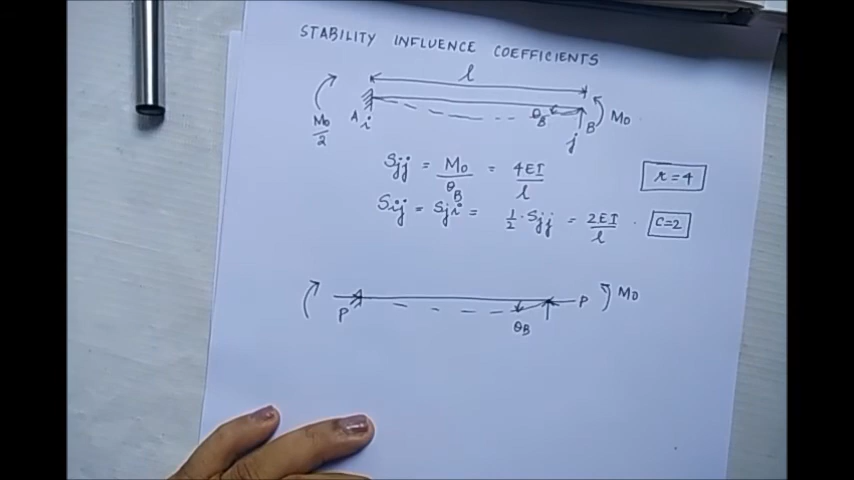 STABILITY INFLUENCE COEFFICIENTS
l
M₀/2 A i θB j B M₀
Sjj = M₀/θB = 4EI/l r = 4
Sij = Sji = 1/2 · Sjj = 2EI/l · C=2
P θB P M₀